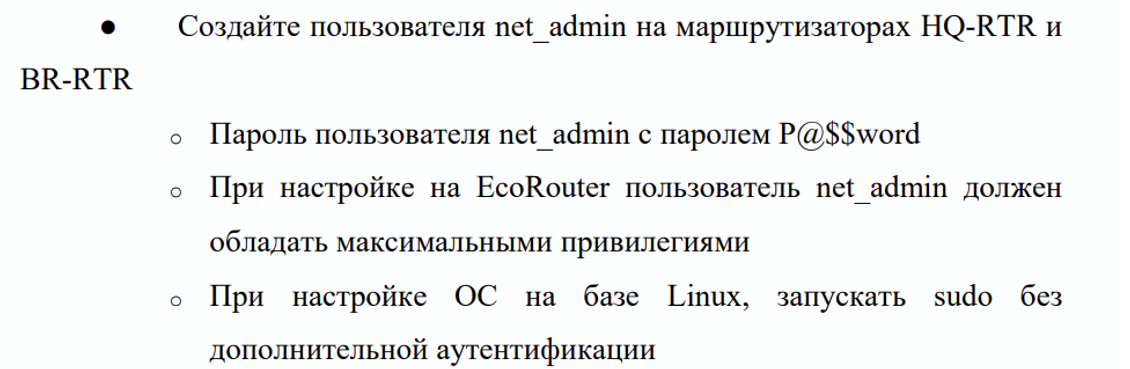 ● Создайте пользователя net_admin на маршрутизаторах HQ-RTR и
BR-RTR
○ Пароль пользователя net_admin с паролем P@$$word
○ При настройке на EcoRouter пользователь net_admin должен
обладать максимальными привилегиями
○ При настройке ОС на базе Linux, запускать sudo без
дополнительной аутентификации